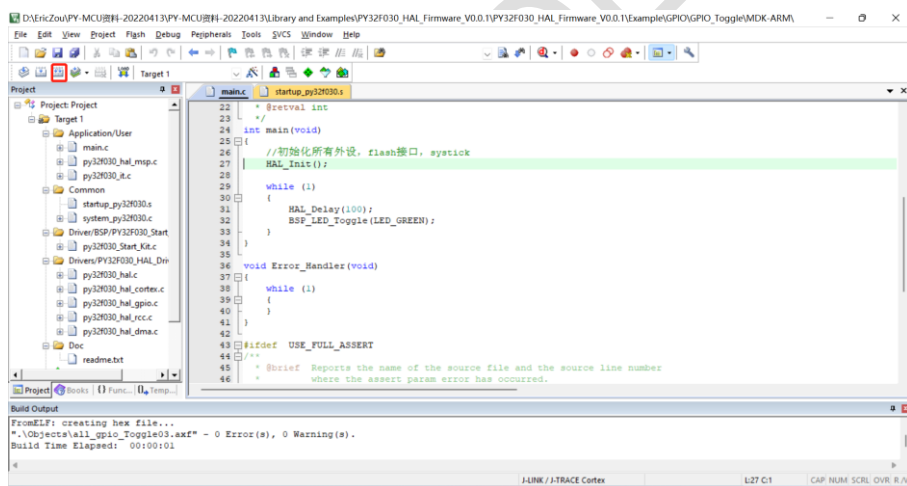 D:\EricZou\PY-MCU资料-20220413\PY-MCU资料-20220413\Library and Examples\PY32F030_HAL_Firmware_V0.0.1\PY32F030_HAL_Firmware_V0.0.1\Example\GPIO\GPIO_Toggle\MDK-ARM\
File Edit View Project Flash Debug Peripherals Tools SVCS Window Help
Target 1
Project
main.c startup_py32f030.s
Project: Project
Target 1
Application/User
main.c
py32f030_hal_msp.c
py32f030_it.c
Common
startup_py32f030.s
system_py32f030.c
Driver/BSP/PY32F030_Start
py32f030_Start_Kit.c
Drivers/PY32F030_HAL_Driv
py32f030_hal.c
py32f030_hal_cortex.c
py32f030_hal_gpio.c
py32f030_hal_rcc.c
py32f030_hal_dma.c
Doc
readme.txt
22 * @retval int
23 */
24 int main(void)
25 {
26 //初始化所有外设，flash接口，systick
27 HAL_Init();
28
29 while (1)
30 {
31 HAL_Delay(100);
32 BSP_LED_Toggle(LED_GREEN);
33 }
34 }
35
36 void Error_Handler(void)
37 {
38 while (1)
39 {
40 }
41 }
42
43 #ifdef USE_FULL_ASSERT
44 /**
45 * @brief Reports the name of the source file and the source line number
46 * where the assert param error has occurred.
Project Books {} Func... Temp...
Build Output
FromELF: creating hex file...
".\Objects\all_gpio_Toggle03.axf" - 0 Error(s), 0 Warning(s).
Build Time Elapsed: 00:00:01
J-LINK / J-TRACE Cortex L:27 C:1 CAP NUM SCRL OVR R/